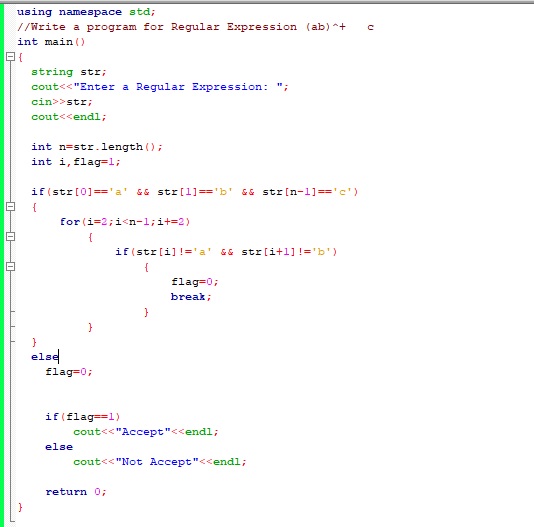 using namespace std;
//Write a program for Regular Expression (ab)^+   c
int main()
{
  string str;
  cout<<"Enter a Regular Expression: ";
  cin>>str;
  cout<<endl;
  int n=str.length();
  int i,flag=1;
  if(str[0]=='a' && str[1]=='b' && str[n-1]=='c')
  {
      for(i=2;i<n-1;i+=2)
          {
              if(str[i]!='a' && str[i+1]!='b')
                  {
                      flag=0;
                      break;
                  }
          }
  }
  else
    flag=0;
    if(flag==1)
        cout<<"Accept"<<endl;
    else
        cout<<"Not Accept"<<endl;
    return 0;
}